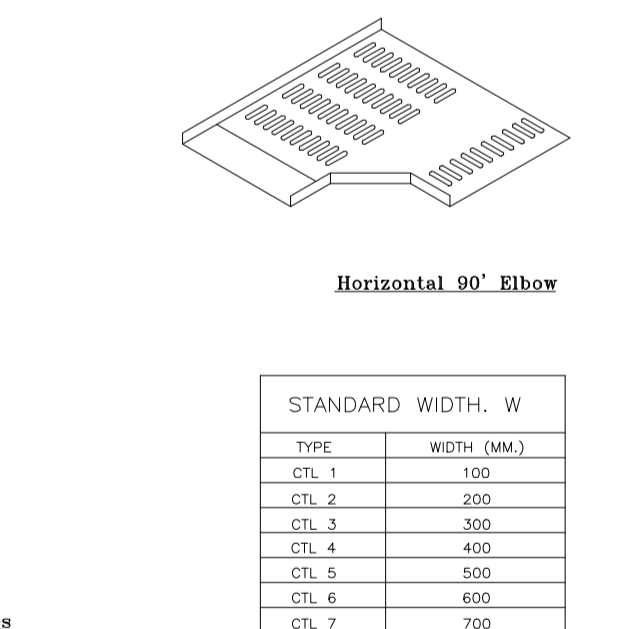 Horizontal 90' Elbow
STANDARD WIDTH. W
TYPE WIDTH (MM.)
CTL 1 100
CTL 2 200
CTL 3 300
CTL 4 400
CTL 5 500
CTL 6 600
s
CTL 7 700